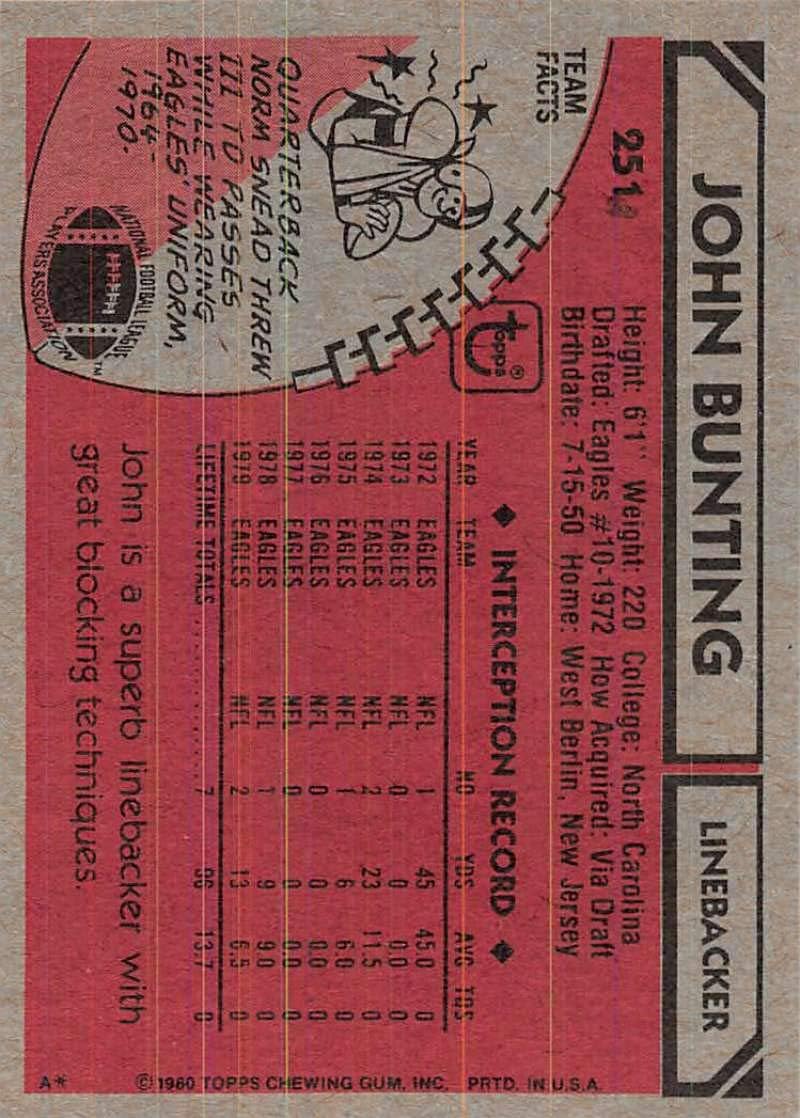 JOHN BUNTING
LINEBACKER
251
Height: 6'1" Weight: 220 College: North Carolina
Drafted: Eagles #10-1972 How Acquired: Via Draft
Birthdate: 7-15-50 Home: West Berlin, New Jersey
TEAM
FACTS
topps®
QUARTERBACK
NORM SNEAD THREW
111 TD PASSES
WHILE WEARING
EAGLES' UNIFORM,
1964-
1970.
NATIONAL FOOTBALL LEAGUE
PLAYERS ASSOCIATION™
◆ INTERCEPTION RECORD ◆
YEAR TEAM NO YDS AVG TDS
1972 EAGLES NFL 1 45 45.0 0
1973 EAGLES NFL 0 0 0.0 0
1974 EAGLES NFL 2 23 11.5 0
1975 EAGLES NFL 1 6 6.0 0
1976 EAGLES NFL 0 0 0.0 0
1977 EAGLES NFL 0 0 0.0 0
1978 EAGLES NFL 1 9 9.0 0
1979 EAGLES NFL 2 13 6.5 0
LIFETIME TOTALS 7 96 13.7 0
John is a superb linebacker with
great blocking techniques.
A* ©1980 TOPPS CHEWING GUM, INC. PRTD. IN U.S.A.